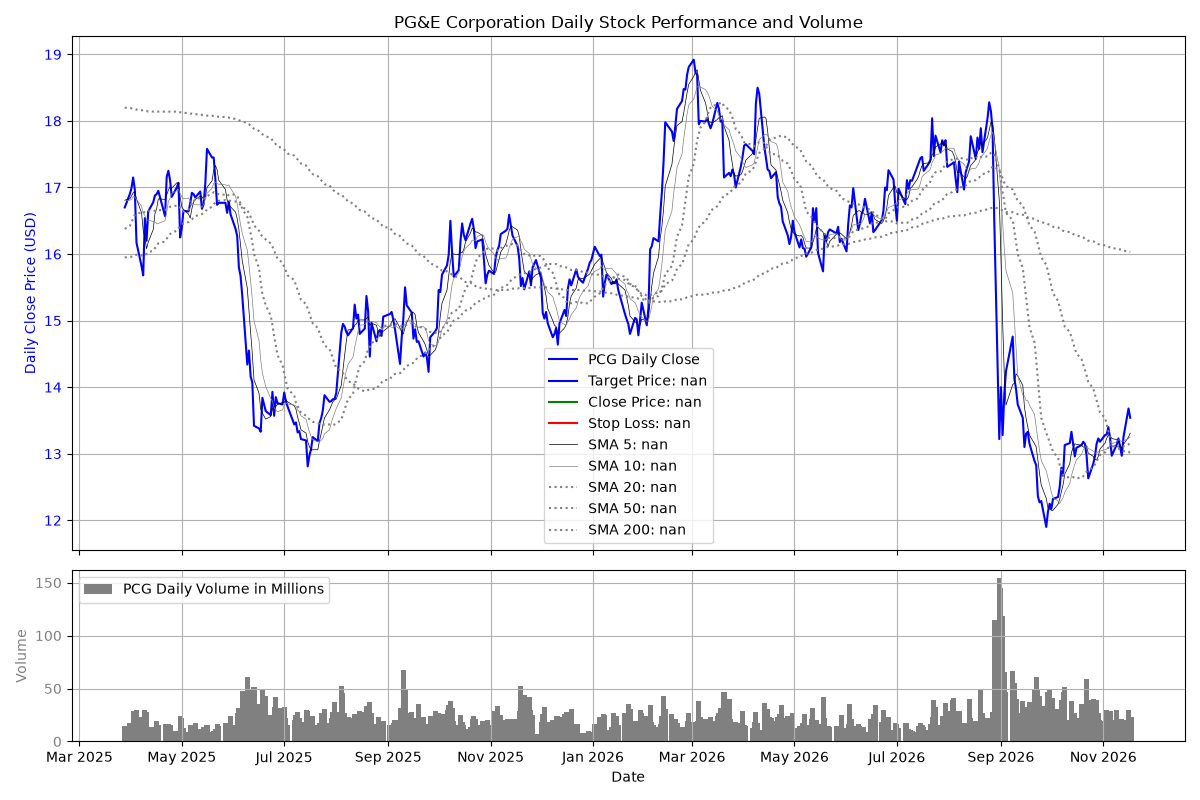 PG&E Corporation Daily Stock Performance and Volume
Daily Close Price (USD)
19
18
17
16
15
14
13
12
PCG Daily Close
Target Price: nan
Close Price: nan
Stop Loss: nan
SMA 5: nan
SMA 10: nan
SMA 20: nan
SMA 50: nan
SMA 200: nan
Volume
150
100
50
0
PCG Daily Volume in Millions
Mar 2025 May 2025 Jul 2025 Sep 2025 Nov 2025 Jan 2026 Mar 2026 May 2026 Jul 2026 Sep 2026 Nov 2026
Date